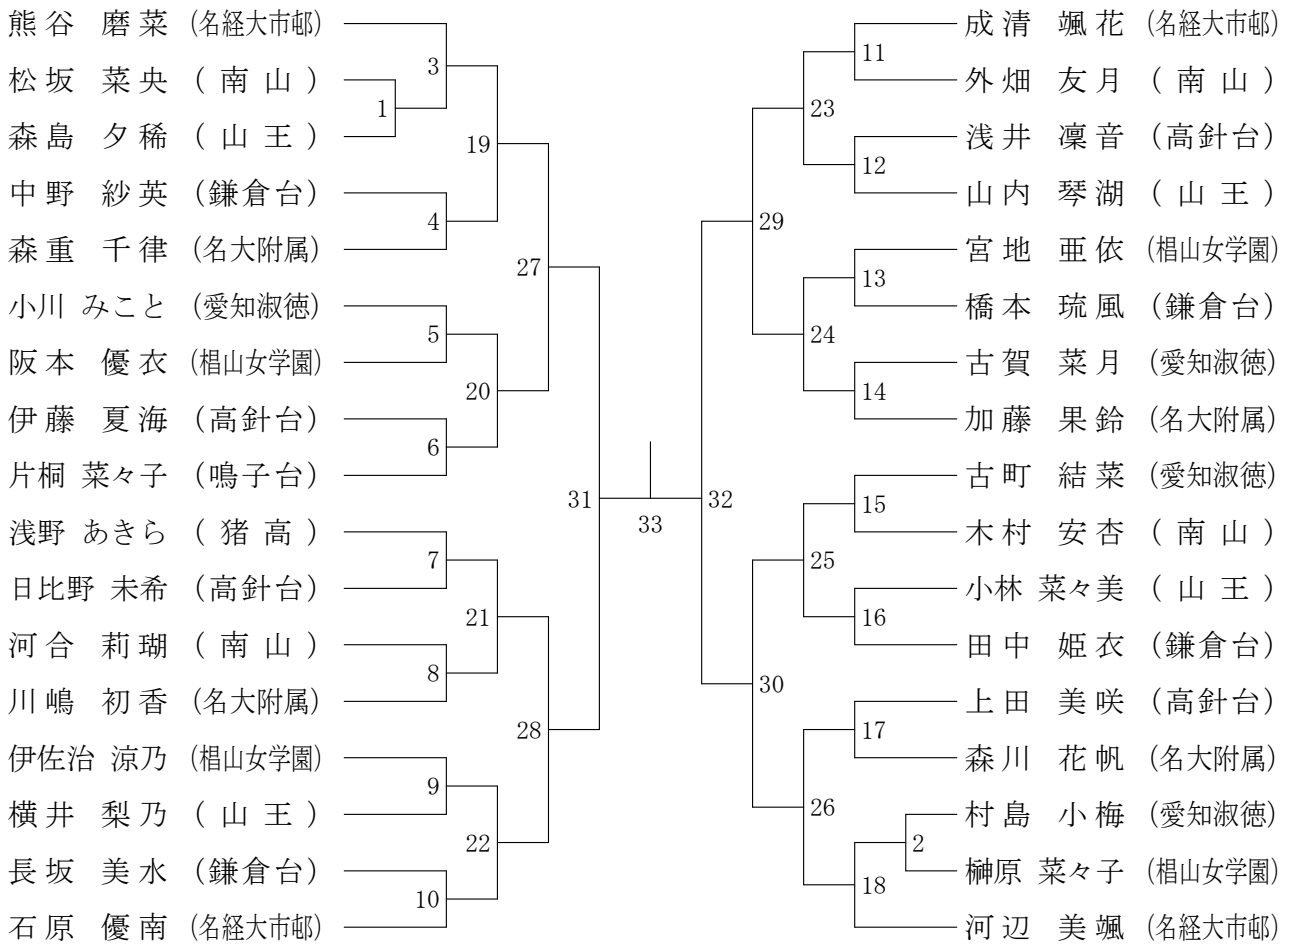 熊谷 磨菜 (名経大市邨)
松坂 菜央 (南山)
森島 夕稀 (山王)
中野 紗英 (鎌倉台)
森重 千律 (名大附属)
小川 みこと (愛知淑徳)
阪本 優衣 (椙山女学園)
伊藤 夏海 (高針台)
片桐 菜々子 (鳴子台)
浅野 あきら (猪高)
日比野 未希 (高針台)
河合 莉瑚 (南山)
川嶋 初香 (名大附属)
伊佐治 涼乃 (椙山女学園)
横井 梨乃 (山王)
長坂 美水 (鎌倉台)
石原 優南 (名経大市邨)
1
3
4
5
6
7
8
9
10
19
20
21
22
27
28
31
33
32
29
30
23
24
25
26
11
12
13
14
15
16
17
18
2
成清 颯花 (名経大市邨)
外畑 友月 (南山)
浅井 凜音 (高針台)
山内 琴湖 (山王)
宮地 亜依 (椙山女学園)
橋本 琉風 (鎌倉台)
古賀 菜月 (愛知淑徳)
加藤 果鈴 (名大附属)
古町 結菜 (愛知淑徳)
木村 安杏 (南山)
小林 菜々美 (山王)
田中 姫衣 (鎌倉台)
上田 美咲 (高針台)
森川 花帆 (名大附属)
村島 小梅 (愛知淑徳)
榊原 菜々子 (椙山女学園)
河辺 美颯 (名経大市邨)